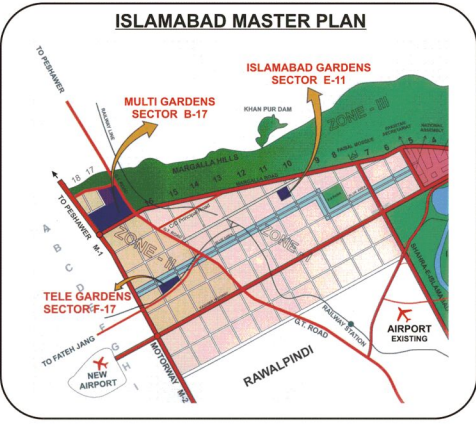 ISLAMABAD MASTER PLAN
TO PESHAWER
ISLAMABAD GARDENS
SECTOR E-11
MULTI GARDENS
SECTOR B-17
RAILWAY LINE
KHAN PUR DAM
ZONE - III
MARGALLA HILLS
18 17 16 15 14 13 12 11 10 9 8 7 6 5 4
TO PESHAWER M-1
A
B
C
D
E
F
G
H
I
ZONE - II
ZONE - I
TELE GARDENS
SECTOR F-17
TO FATEH JANG
NEW
AIRPORT
MOTORWAY M-2
RAWALPINDI
G.T. ROAD
RAILWAY STATION
AIRPORT
EXISTING